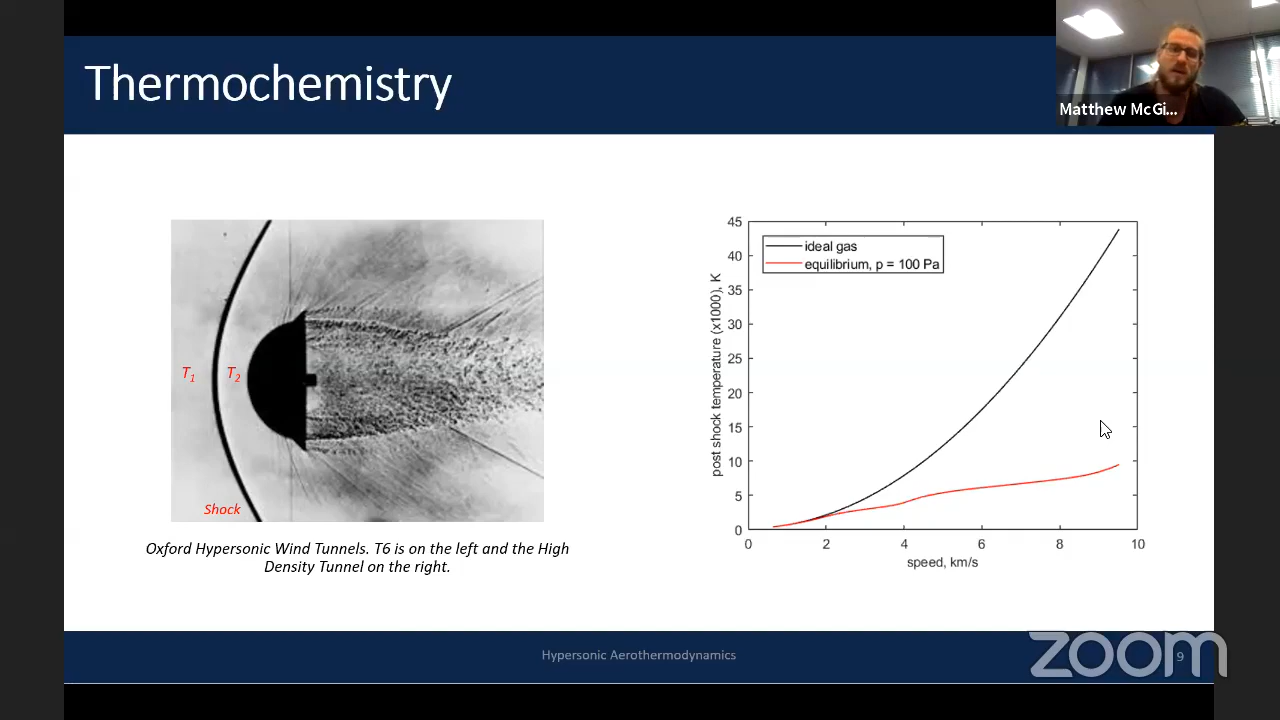 Thermochemistry
Matthew McGi...
T1
T2
Shock
Oxford Hypersonic Wind Tunnels. T6 is on the left and the High
Density Tunnel on the right.
ideal gas
equilibrium, p = 100 Pa
post shock temperature (x1000), K
45
40
35
30
25
20
15
10
5
0
0 2 4 6 8 10
speed, km/s
Hypersonic Aerothermodynamics
zoom
9